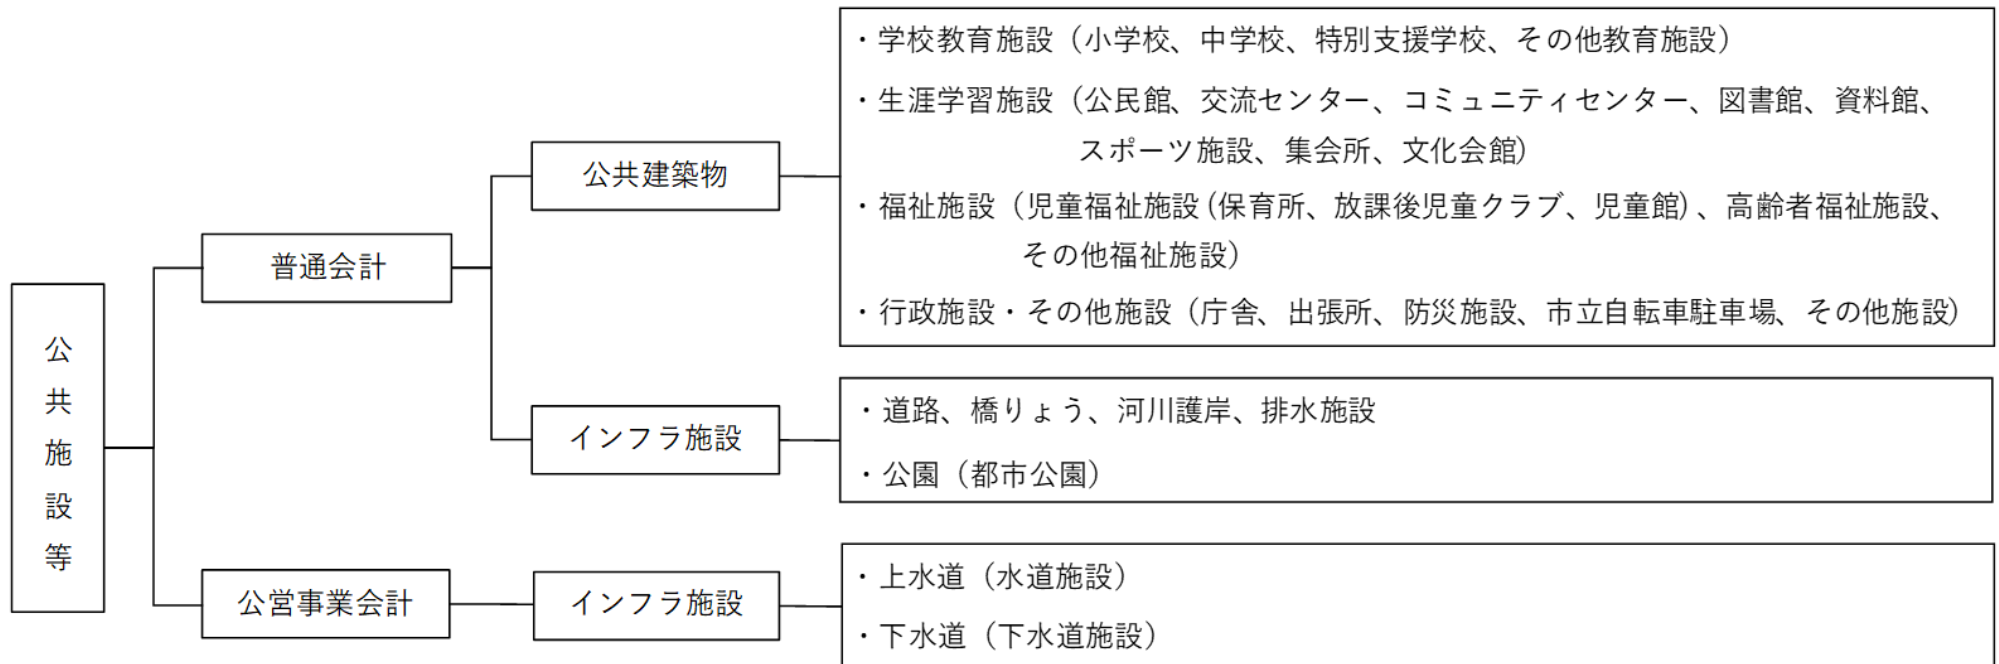 公共施設等
普通会計
公共建築物
・学校教育施設（小学校、中学校、特別支援学校、その他教育施設）
・生涯学習施設（公民館、交流センター、コミュニティセンター、図書館、資料館、
スポーツ施設、集会所、文化会館）
・福祉施設（児童福祉施設（保育所、放課後児童クラブ、児童館）、高齢者福祉施設、
その他福祉施設）
・行政施設・その他施設（庁舎、出張所、防災施設、市立自転車駐車場、その他施設）
インフラ施設
・道路、橋りょう、河川護岸、排水施設
・公園（都市公園）
公営事業会計
インフラ施設
・上水道（水道施設）
・下水道（下水道施設）